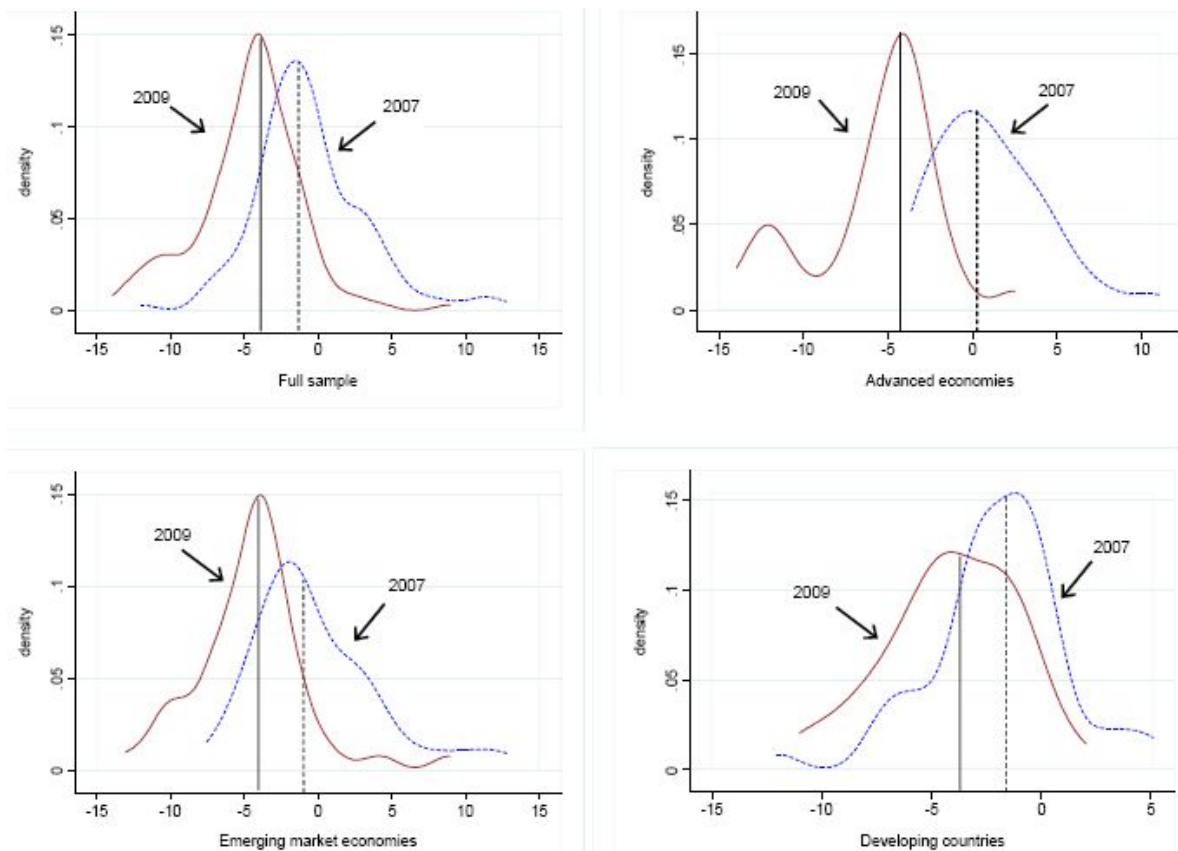 .15
2009
2007
.1
density
.05
0
-15 -10 -5 0 5 10 15
Full sample
.15
2009
2007
.1
density
.05
0
-15 -10 -5 0 5 10
Advanced economies
.15
2009
2007
.1
density
.05
0
-15 -10 -5 0 5 10 15
Emerging market economies
.15
2007
2009
.1
density
.05
0
-15 -10 -5 0 5
Developing countries